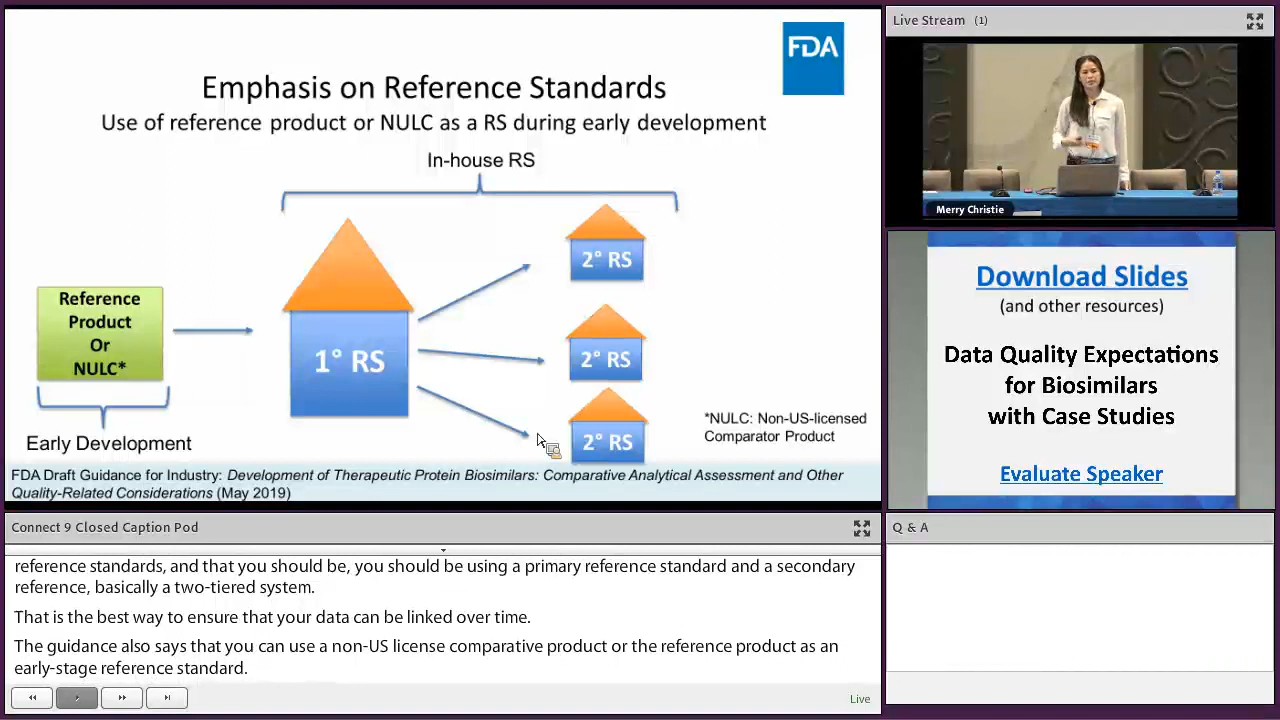 FDA
Emphasis on Reference Standards
Use of reference product or NULC as a RS during early development
In-house RS
Reference
Product
Or
NULC*
Early Development
1° RS
2° RS
2° RS
2° RS
*NULC: Non-US-licensed
Comparator Product
FDA Draft Guidance for Industry: Development of Therapeutic Protein Biosimilars: Comparative Analytical Assessment and Other
Quality-Related Considerations (May 2019)
Live Stream (1)
Merry Christie
Download Slides
(and other resources)
Data Quality Expectations
for Biosimilars
with Case Studies
Evaluate Speaker
Connect 9 Closed Caption Pod
reference standards, and that you should be, you should be using a primary reference standard and a secondary
reference, basically a two-tiered system.
That is the best way to ensure that your data can be linked over time.
The guidance also says that you can use a non-US license comparative product or the reference product as an
early-stage reference standard.
Live
Q & A